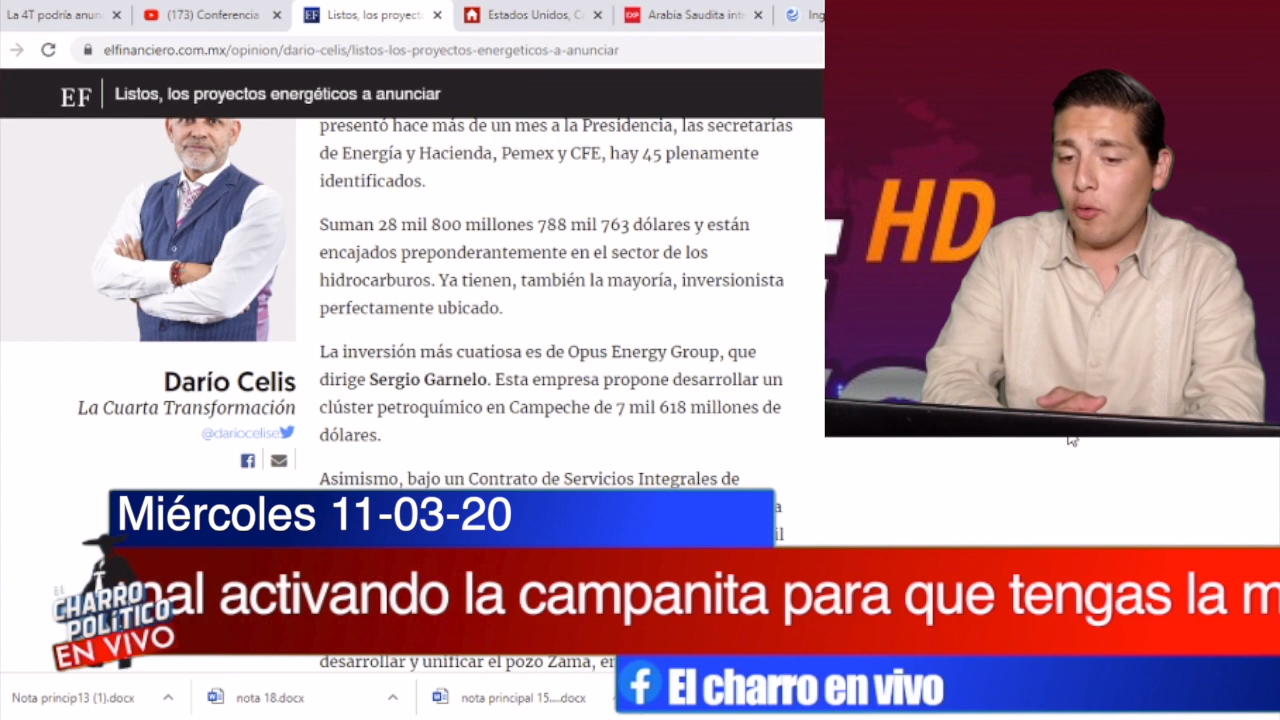 La 4T podría anun
(173) Conferencia
EF Listos, los proyect
Estados Unidos, C
EXP Arabia Saudita int
Ing
elfinanciero.com.mx/opinion/dario-celis/listos-los-proyectos-energeticos-a-anunciar
EF Listos, los proyectos energéticos a anunciar
presentó hace más de un mes a la Presidencia, las secretarías
de Energía y Hacienda, Pemex y CFE, hay 45 plenamente
identificados.
Suman 28 mil 800 millones 788 mil 763 dólares y están
encajados preponderantemente en el sector de los
hidrocarburos. Ya tienen, también la mayoría, inversionista
perfectamente ubicado.
La inversión más cuatiosa es de Opus Energy Group, que
dirige Sergio Garnelo. Esta empresa propone desarrollar un
clúster petroquímico en Campeche de 7 mil 618 millones de
dólares.
Asimismo, bajo un Contrato de Servicios Integrales de
a
il
desarrollar y unificar el pozo Zama, en
Darío Celis
La Cuarta Transformación
@dariocelise
HD
Miércoles 11-03-20
nal activando la campanita para que tengas la m
EL
CHARRO
POLÍTICO
EN VIVO
El charro en vivo
Nota princip13 (1).docx
nota 18.docx
nota principal 15....docx